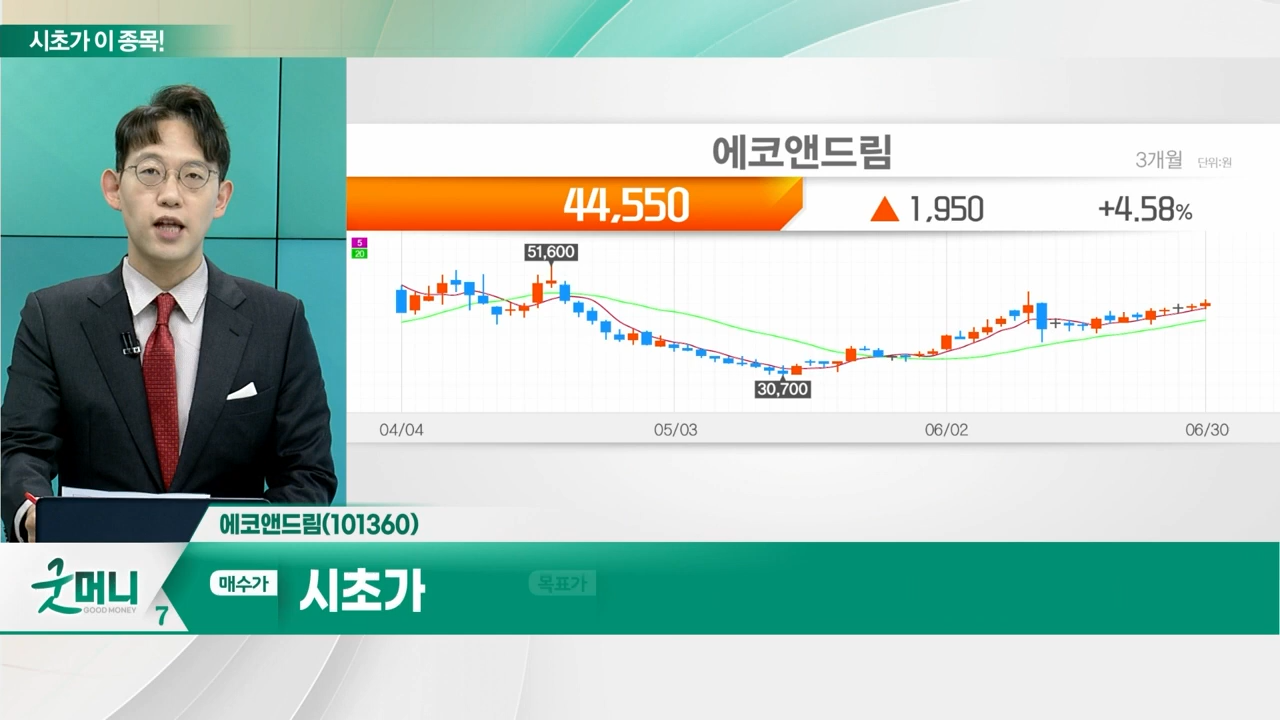 시초가 이 종목!
에코앤드림
3개월 단위:원
44,550 ▲ 1,950 +4.58%
5
20
51,600
30,700
04/04 05/03 06/02 06/30
에코앤드림(101360)
굿머니
GOOD MONEY
7
매수가 시초가 목표가